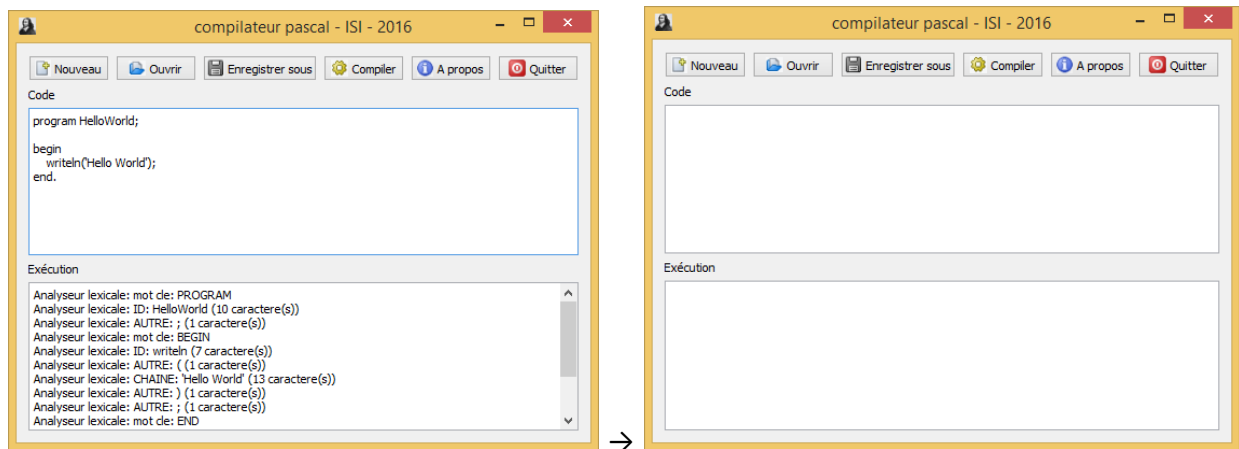 compilateur pascal - ISI - 2016
Nouveau Ouvrir Enregistrer sous Compiler A propos Quitter
Code
program HelloWorld;
begin
writeln('Hello World');
end.
Exécution
Analyseur lexicale: mot cle: PROGRAM
Analyseur lexicale: ID: HelloWorld (10 caractere(s))
Analyseur lexicale: AUTRE: ; (1 caractere(s))
Analyseur lexicale: mot cle: BEGIN
Analyseur lexicale: ID: writeln (7 caractere(s))
Analyseur lexicale: AUTRE: ( (1 caractere(s))
Analyseur lexicale: CHAINE: 'Hello World' (13 caractere(s))
Analyseur lexicale: AUTRE: ) (1 caractere(s))
Analyseur lexicale: AUTRE: ; (1 caractere(s))
Analyseur lexicale: mot cle: END
→
compilateur pascal - ISI - 2016
Nouveau Ouvrir Enregistrer sous Compiler A propos Quitter
Code
Exécution